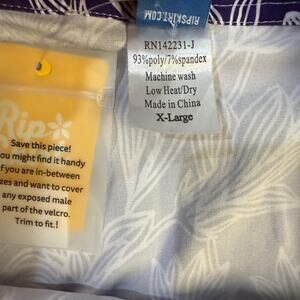 RIPSKIRT.COM
RN142231-J
93%poly/7%spandex
Machine wash
Low Heat/Dry
Made in China
X-Large
Rip
Save this piece!
ou might find it handy
if you are in-between
zes and want to cover
any exposed male
part of the velcro.
Trim to fit.!